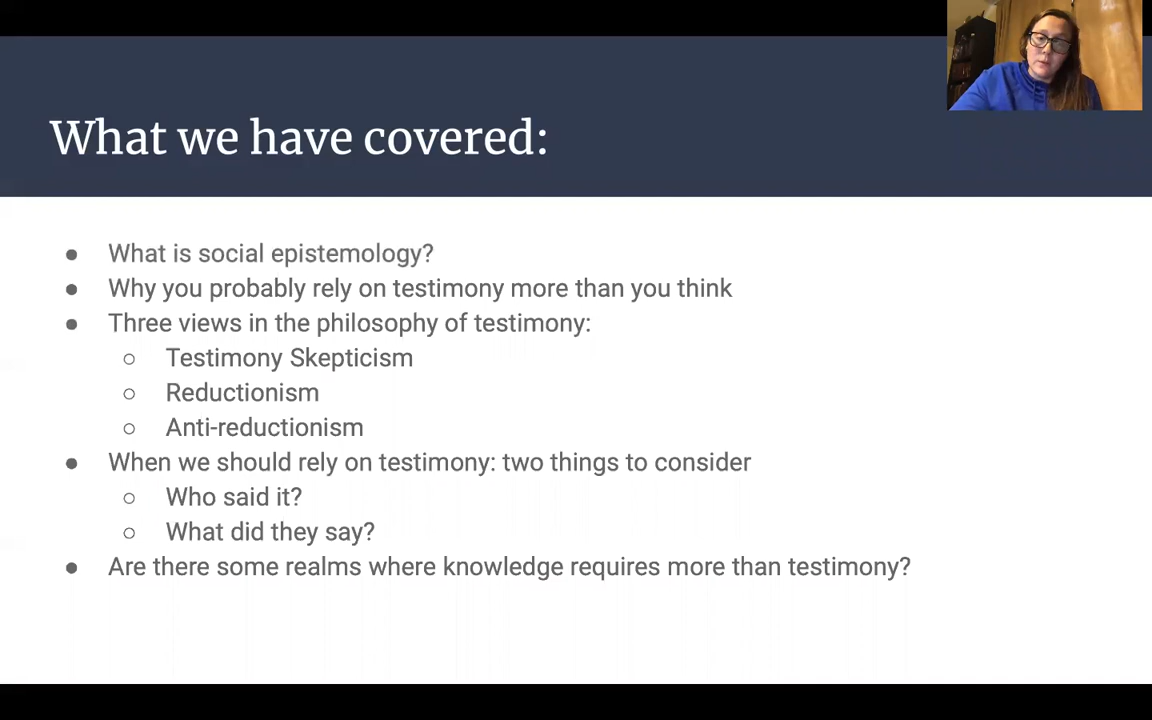 What we have covered:
What is social epistemology?
Why you probably rely on testimony more than you think
Three views in the philosophy of testimony:
Testimony Skepticism
Reductionism
Anti-reductionism
When we should rely on testimony: two things to consider
Who said it?
What did they say?
Are there some realms where knowledge requires more than testimony?